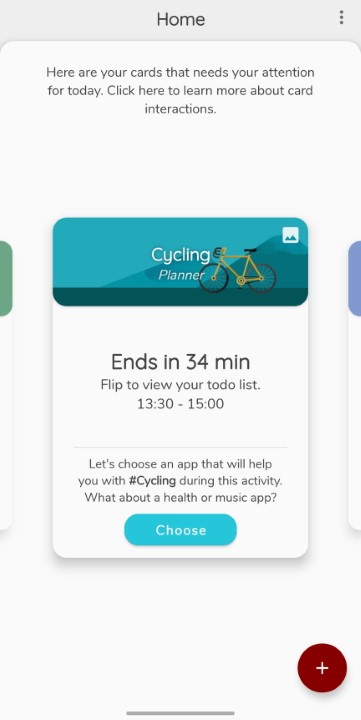 Home
Here are your cards that needs your attention
for today. Click here to learn more about card
interactions.
Cycling
Planner
Ends in 34 min
Flip to view your todo list.
13:30 - 15:00
Let's choose an app that will help
you with #Cycling during this activity.
What about a health or music app?
Choose
+